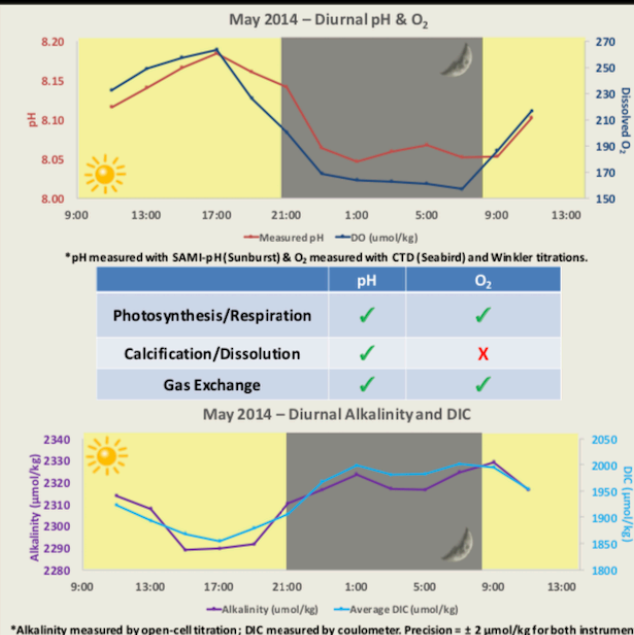 May 2014 – Diurnal pH & O₂
8.20
8.15
8.10
8.05
8.00
pH
270
250
230
210
190
170
150
Dissolved O₂
9:00 13:00 17:00 21:00 1:00 5:00 9:00 13:00
Measured pH DO (umol/kg)
*pH measured with SAMI-pH (Sunburst) & O₂ measured with CTD (Seabird) and Winkler titrations.
pH O₂
Photosynthesis/Respiration ✓ ✓
Calcification/Dissolution ✓ X
Gas Exchange ✓ ✓
May 2014 – Diurnal Alkalinity and DIC
2340
2330
2320
2310
2300
2290
2280
Alkalinity (µmol/kg)
2050
2000
1950
1900
1850
1800
DIC (µmol/kg)
9:00 13:00 17:00 21:00 1:00 5:00 9:00 13:00
Alkalinity (umol/kg) Average DIC (umol/kg)
*Alkalinity measured by open-cell titration; DIC measured by coulometer. Precision = ± 2 µmol/kg for both instrumen